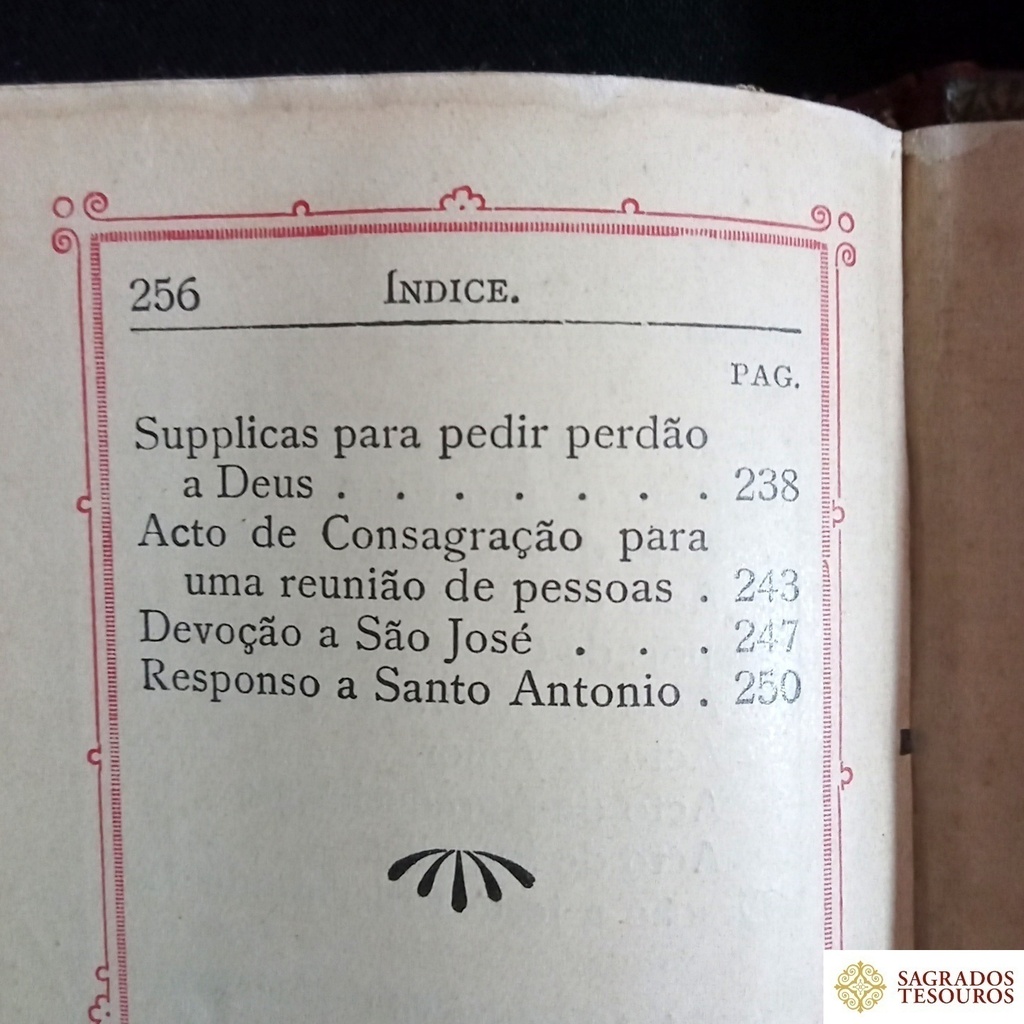 256 ÍNDICE.
PAG.
Supplicas para pedir perdão
a Deus . . . . . . . 238
Acto de Consagração para
uma reunião de pessoas . 243
Devoção a São José . . . 247
Responso a Santo Antonio . 250
SAGRADOS
TESOUROS